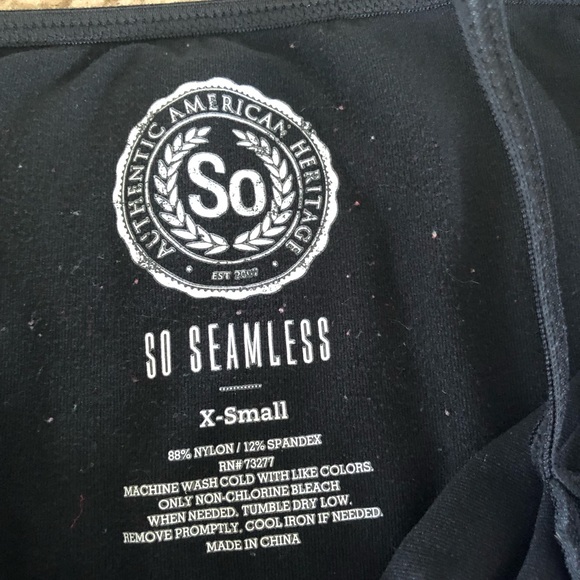 AUTHENTIC AMERICAN HERITAGE
So
EST 2007
SO SEAMLESS
X-Small
88% NYLON / 12% SPANDEX
RN# 73277
MACHINE WASH COLD WITH LIKE COLORS.
ONLY NON-CHLORINE BLEACH
WHEN NEEDED. TUMBLE DRY LOW.
REMOVE PROMPTLY. COOL IRON IF NEEDED.
MADE IN CHINA